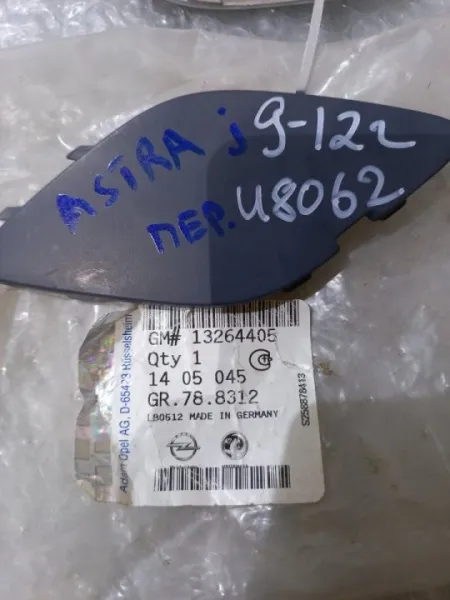 ASTRA j 9-12г
ПЕР. U8062
GM# 13264405
Qty 1
14 05 045
GR.78.8312
LB0512 MADE IN GERMANY
Adam Opel AG, D-65423 Rüsselsheim
SZ58878413